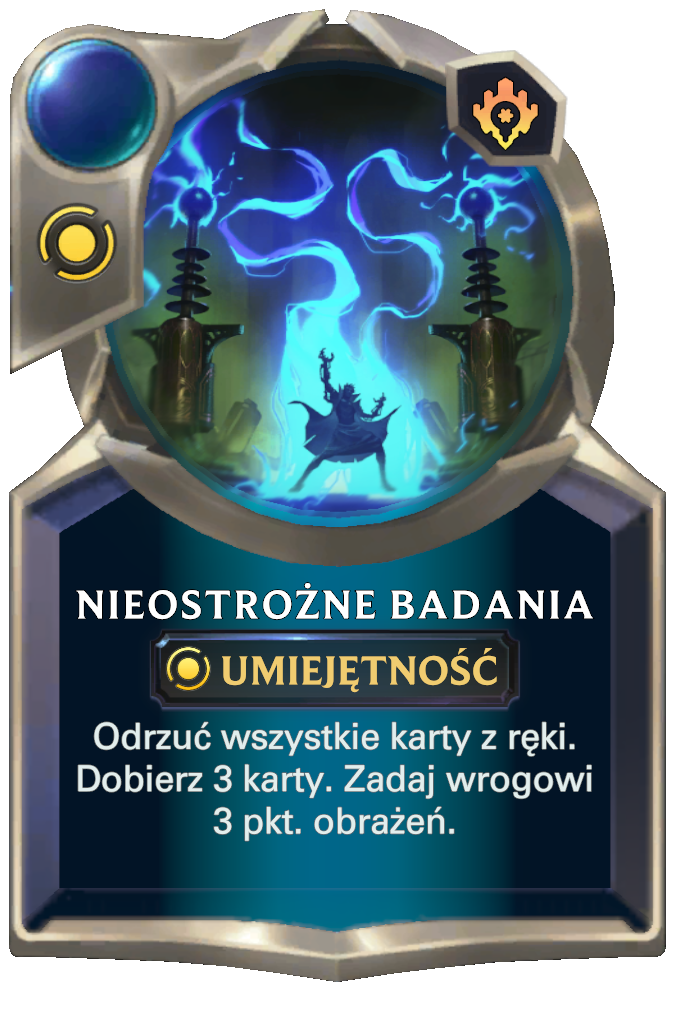 NIEOSTROŻNE BADANIA
UMIEJĘTNOŚĆ
Odrzuć wszystkie karty z ręki.
Dobierz 3 karty. Zadaj wrogowi
3 pkt. obrażeń.